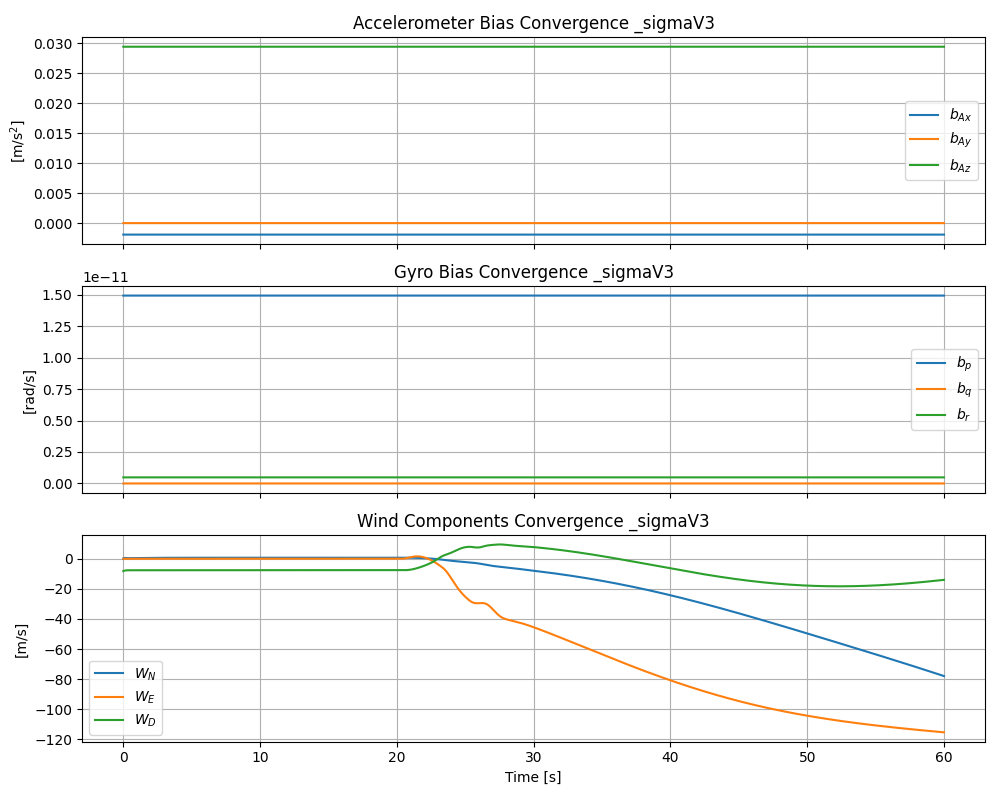 Accelerometer Bias Convergence _sigmaV3
0.030
0.025
0.020
0.015
0.010
0.005
0.000
[m/s²]
b_Ax
b_Ay
b_Az
Gyro Bias Convergence _sigmaV3
1e−11
1.50
1.25
1.00
0.75
0.50
0.25
0.00
[rad/s]
b_p
b_q
b_r
Wind Components Convergence _sigmaV3
0
−20
−40
−60
−80
−100
−120
[m/s]
W_N
W_E
W_D
0 10 20 30 40 50 60
Time [s]